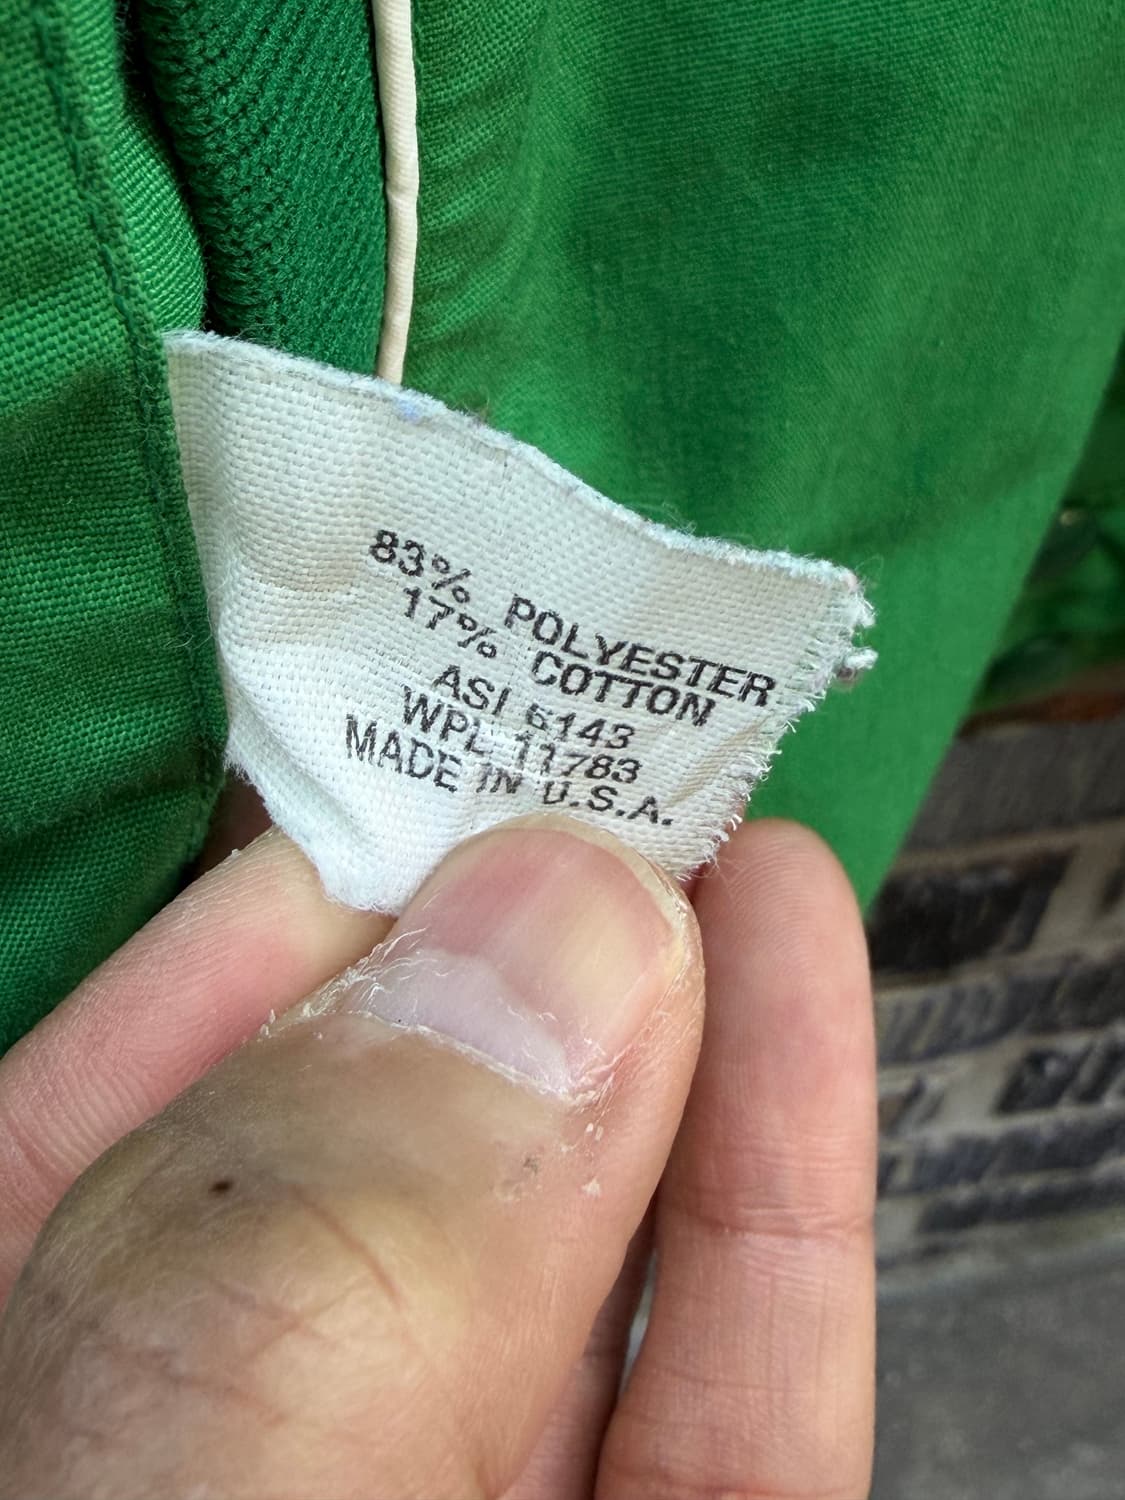 83% POLYESTER
17% COTTON
ASI 6143
WPL 11783
MADE IN U.S.A.